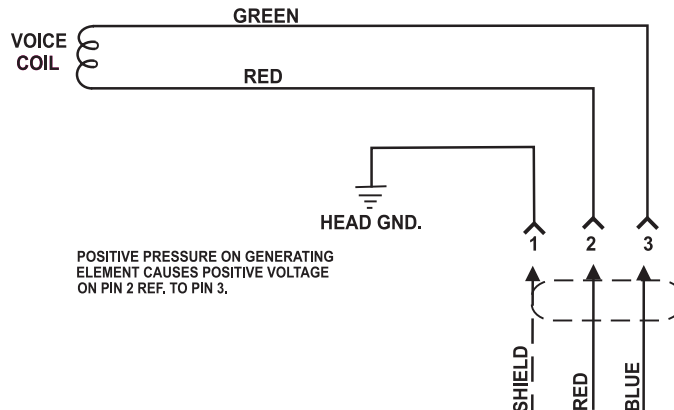 GREEN
VOICE
COIL
RED
HEAD GND.
1 2 3
POSITIVE PRESSURE ON GENERATING
ELEMENT CAUSES POSITIVE VOLTAGE
ON PIN 2 REF. TO PIN 3.
SHIELD
RED
BLUE